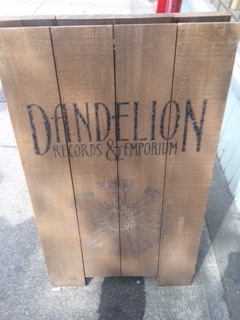 DANDELION
RECORDS & EMPORIUM